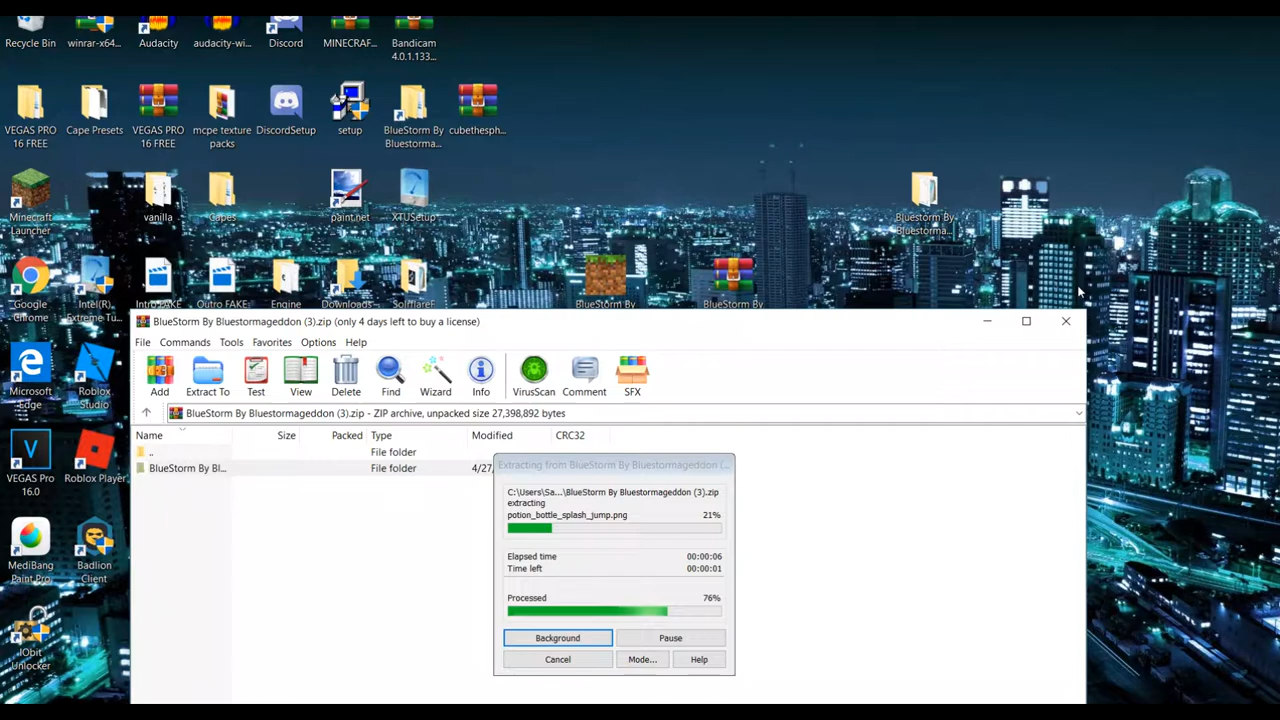 Recycle Bin
winrar-x64...
Audacity
audacity-wi...
Discord
MINECRAF...
Bandicam
4.0.1.133...
VEGAS PRO
16 FREE
Cape Presets
VEGAS PRO
16 FREE
mcpe texture
packs
DiscordSetup
setup
BlueStorm By
Bluestorma...
cubethesph...
Minecraft
Launcher
vanilla
Capes
paint.net
XTUSetup
Bluestorm By
Bluestorma...
Google
Chrome
Intel(R)
Extreme Tu...
Intro FAKE
Outro FAKE
Engine
Downloads
BlueStorm By
BlueStorm By
Microsoft
Edge
Roblox
Studio
VEGAS Pro
16.0
Roblox Player
MediBang
Paint Pro
Badlion
Client
IObit
Unlocker
BlueStorm By Bluestormageddon (3).zip (only 4 days left to buy a license)
File Commands Tools Favorites Options Help
Add Extract To Test View Delete Find Wizard Info VirusScan Comment SFX
BlueStorm By Bluestormageddon (3).zip - ZIP archive, unpacked size 27,398,892 bytes
Name Size Packed Type Modified CRC32
.. File folder
BlueStorm By Bl... File folder 4/27,
Extracting from BlueStorm By Bluestormageddon (...
C:\Users\Sa...\BlueStorm By Bluestormageddon (3).zip
extracting
potion_bottle_splash_jump.png 21%
Elapsed time 00:00:06
Time left 00:00:01
Processed 76%
Background Pause
Cancel Mode... Help